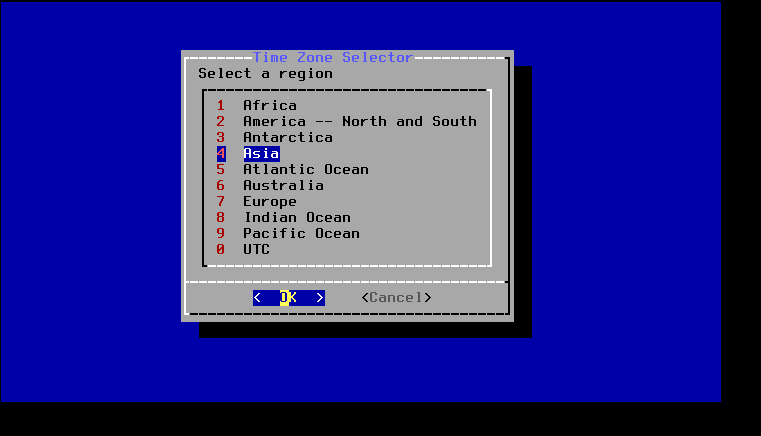 Time Zone Selector
Select a region
1 Africa
2 America -- North and South
3 Antarctica
4 Asia
5 Atlantic Ocean
6 Australia
7 Europe
8 Indian Ocean
9 Pacific Ocean
0 UTC
< OK > <Cancel>